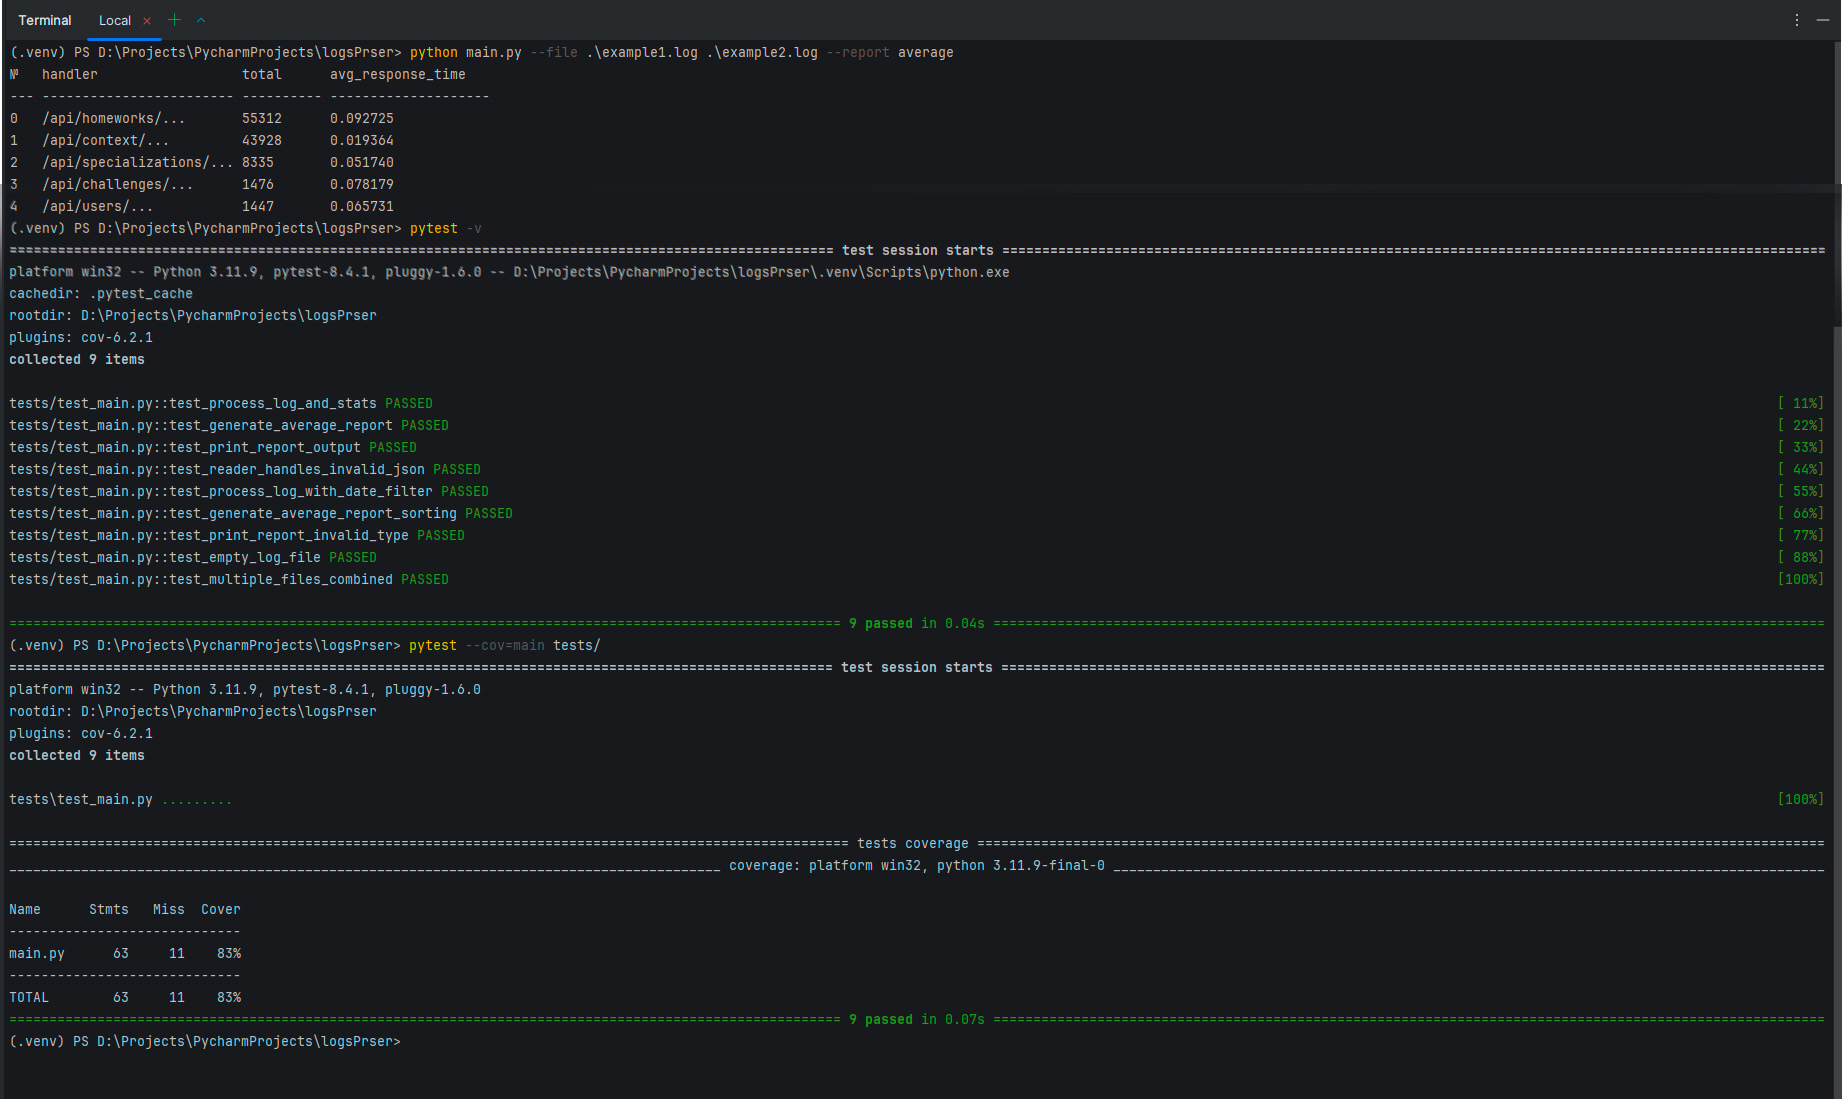 Terminal Local
(.venv) PS D:\Projects\PycharmProjects\logsPrser> python main.py --file .\example1.log .\example2.log --report average
№   handler                  total      avg_response_time
--- ------------------------ ---------- --------------------
0   /api/homeworks/...       55312      0.092725
1   /api/context/...         43928      0.019364
2   /api/specializations/... 8335       0.051740
3   /api/challenges/...      1476       0.078179
4   /api/users/...           1447       0.065731
(.venv) PS D:\Projects\PycharmProjects\logsPrser> pytest -v
======= test session starts =======
platform win32 -- Python 3.11.9, pytest-8.4.1, pluggy-1.6.0 -- D:\Projects\PycharmProjects\logsPrser\.venv\Scripts\python.exe
cachedir: .pytest_cache
rootdir: D:\Projects\PycharmProjects\logsPrser
plugins: cov-6.2.1
collected 9 items
tests/test_main.py::test_process_log_and_stats PASSED [ 11%]
tests/test_main.py::test_generate_average_report PASSED [ 22%]
tests/test_main.py::test_print_report_output PASSED [ 33%]
tests/test_main.py::test_reader_handles_invalid_json PASSED [ 44%]
tests/test_main.py::test_process_log_with_date_filter PASSED [ 55%]
tests/test_main.py::test_generate_average_report_sorting PASSED [ 66%]
tests/test_main.py::test_print_report_invalid_type PASSED [ 77%]
tests/test_main.py::test_empty_log_file PASSED [ 88%]
tests/test_main.py::test_multiple_files_combined PASSED [100%]
======= 9 passed in 0.04s =======
(.venv) PS D:\Projects\PycharmProjects\logsPrser> pytest --cov=main tests/
======= test session starts =======
platform win32 -- Python 3.11.9, pytest-8.4.1, pluggy-1.6.0
rootdir: D:\Projects\PycharmProjects\logsPrser
plugins: cov-6.2.1
collected 9 items
tests\test_main.py ......... [100%]
======= tests coverage =======
_______ coverage: platform win32, python 3.11.9-final-0 _______
Name      Stmts   Miss  Cover
-----------------------------
main.py      63     11    83%
-----------------------------
TOTAL        63     11    83%
======= 9 passed in 0.07s =======
(.venv) PS D:\Projects\PycharmProjects\logsPrser>